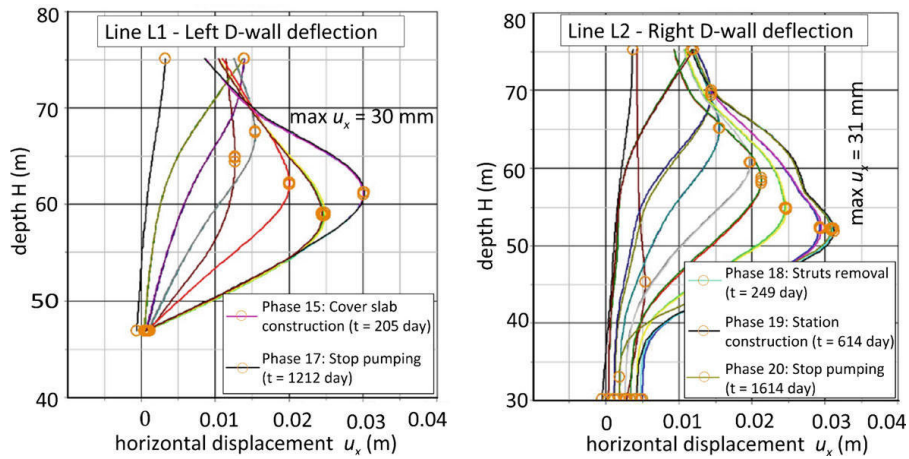 Line L1 - Left D-wall deflection
80
70
60
50
40
depth H (m)
max uₓ = 30 mm
Phase 15: Cover slab
construction (t = 205 day)
Phase 17: Stop pumping
(t = 1212 day)
0
0.01
0.02
0.03
0.04
horizontal displacement uₓ (m)
Line L2 - Right D-wall deflection
80
70
60
50
40
30
depth H (m)
max uₓ = 31 mm
Phase 18: Struts removal
(t = 249 day)
Phase 19: Station
construction (t = 614 day)
Phase 20: Stop pumping
(t = 1614 day)
0
0.01
0.02
0.03
0.04
horizontal displacement uₓ (m)